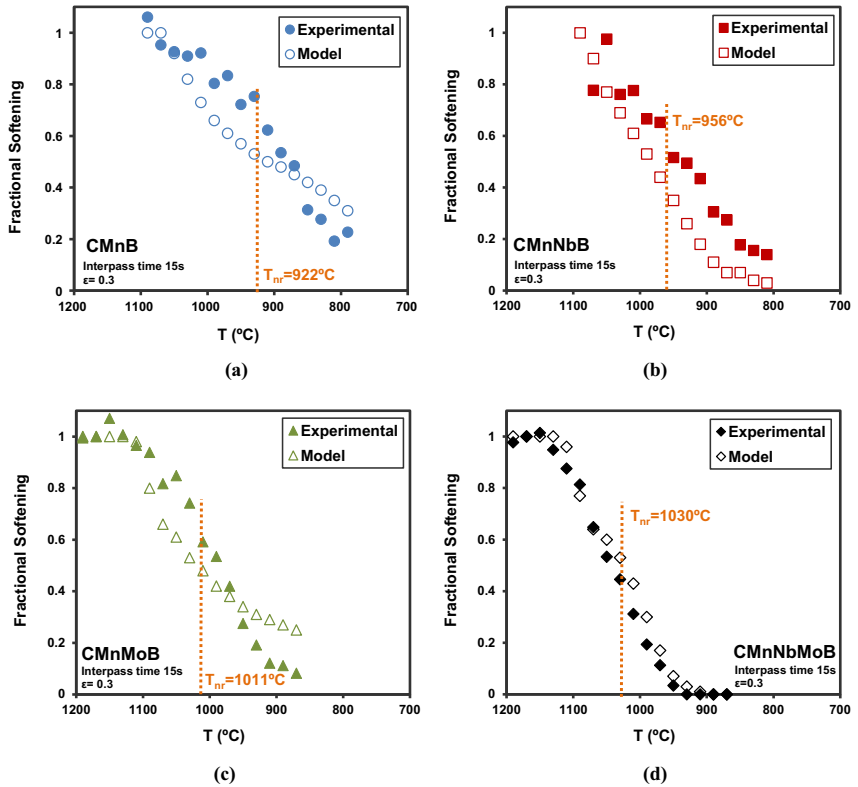 Fractional Softening
1
0.8
0.6
0.4
0.2
0
Experimental
Model
CMnB
Interpass time 15s
ε= 0.3
Tnr=922ºC
1200 1100 1000 900 800 700
T (ºC)
(a)
Fractional Softening
1
0.8
0.6
0.4
0.2
0
Experimental
Model
Tnr=956ºC
CMnNbB
Interpass time 15s
ε=0.3
1200 1100 1000 900 800 700
T (ºC)
(b)
Fractional Softening
1
0.8
0.6
0.4
0.2
0
Experimental
Model
CMnMoB
Interpass time 15s
ε= 0.3
Tnr=1011ºC
1200 1100 1000 900 800 700
T (ºC)
(c)
Fractional Softening
1
0.8
0.6
0.4
0.2
0
Experimental
Model
Tnr=1030ºC
CMnNbMoB
Interpass time 15s
ε=0.3
1200 1100 1000 900 800 700
T (ºC)
(d)